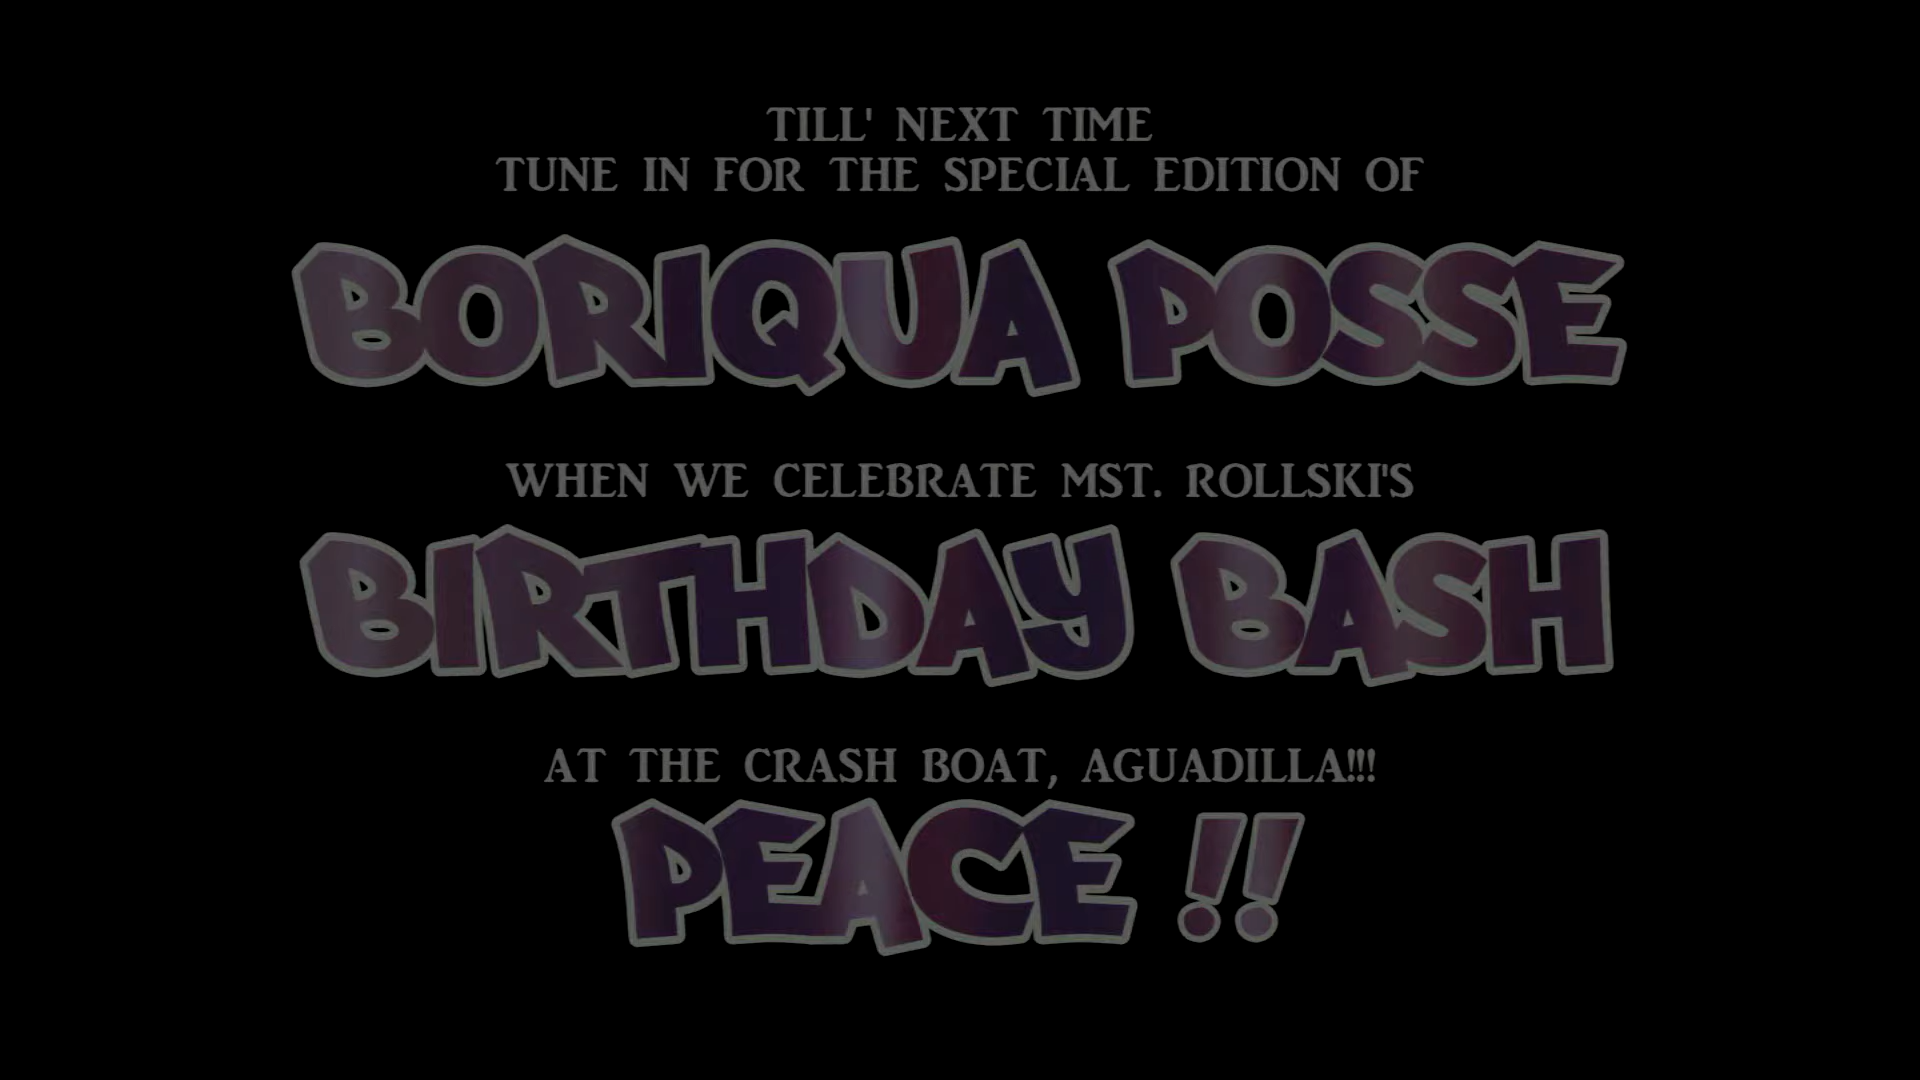 TILL' NEXT TIME
TUNE IN FOR THE SPECIAL EDITION OF
BORIQUA POSSE
WHEN WE CELEBRATE MST. ROLLSKI'S
BIRTHDAY BASH
AT THE CRASH BOAT, AGUADILLA!!!
PEACE !!